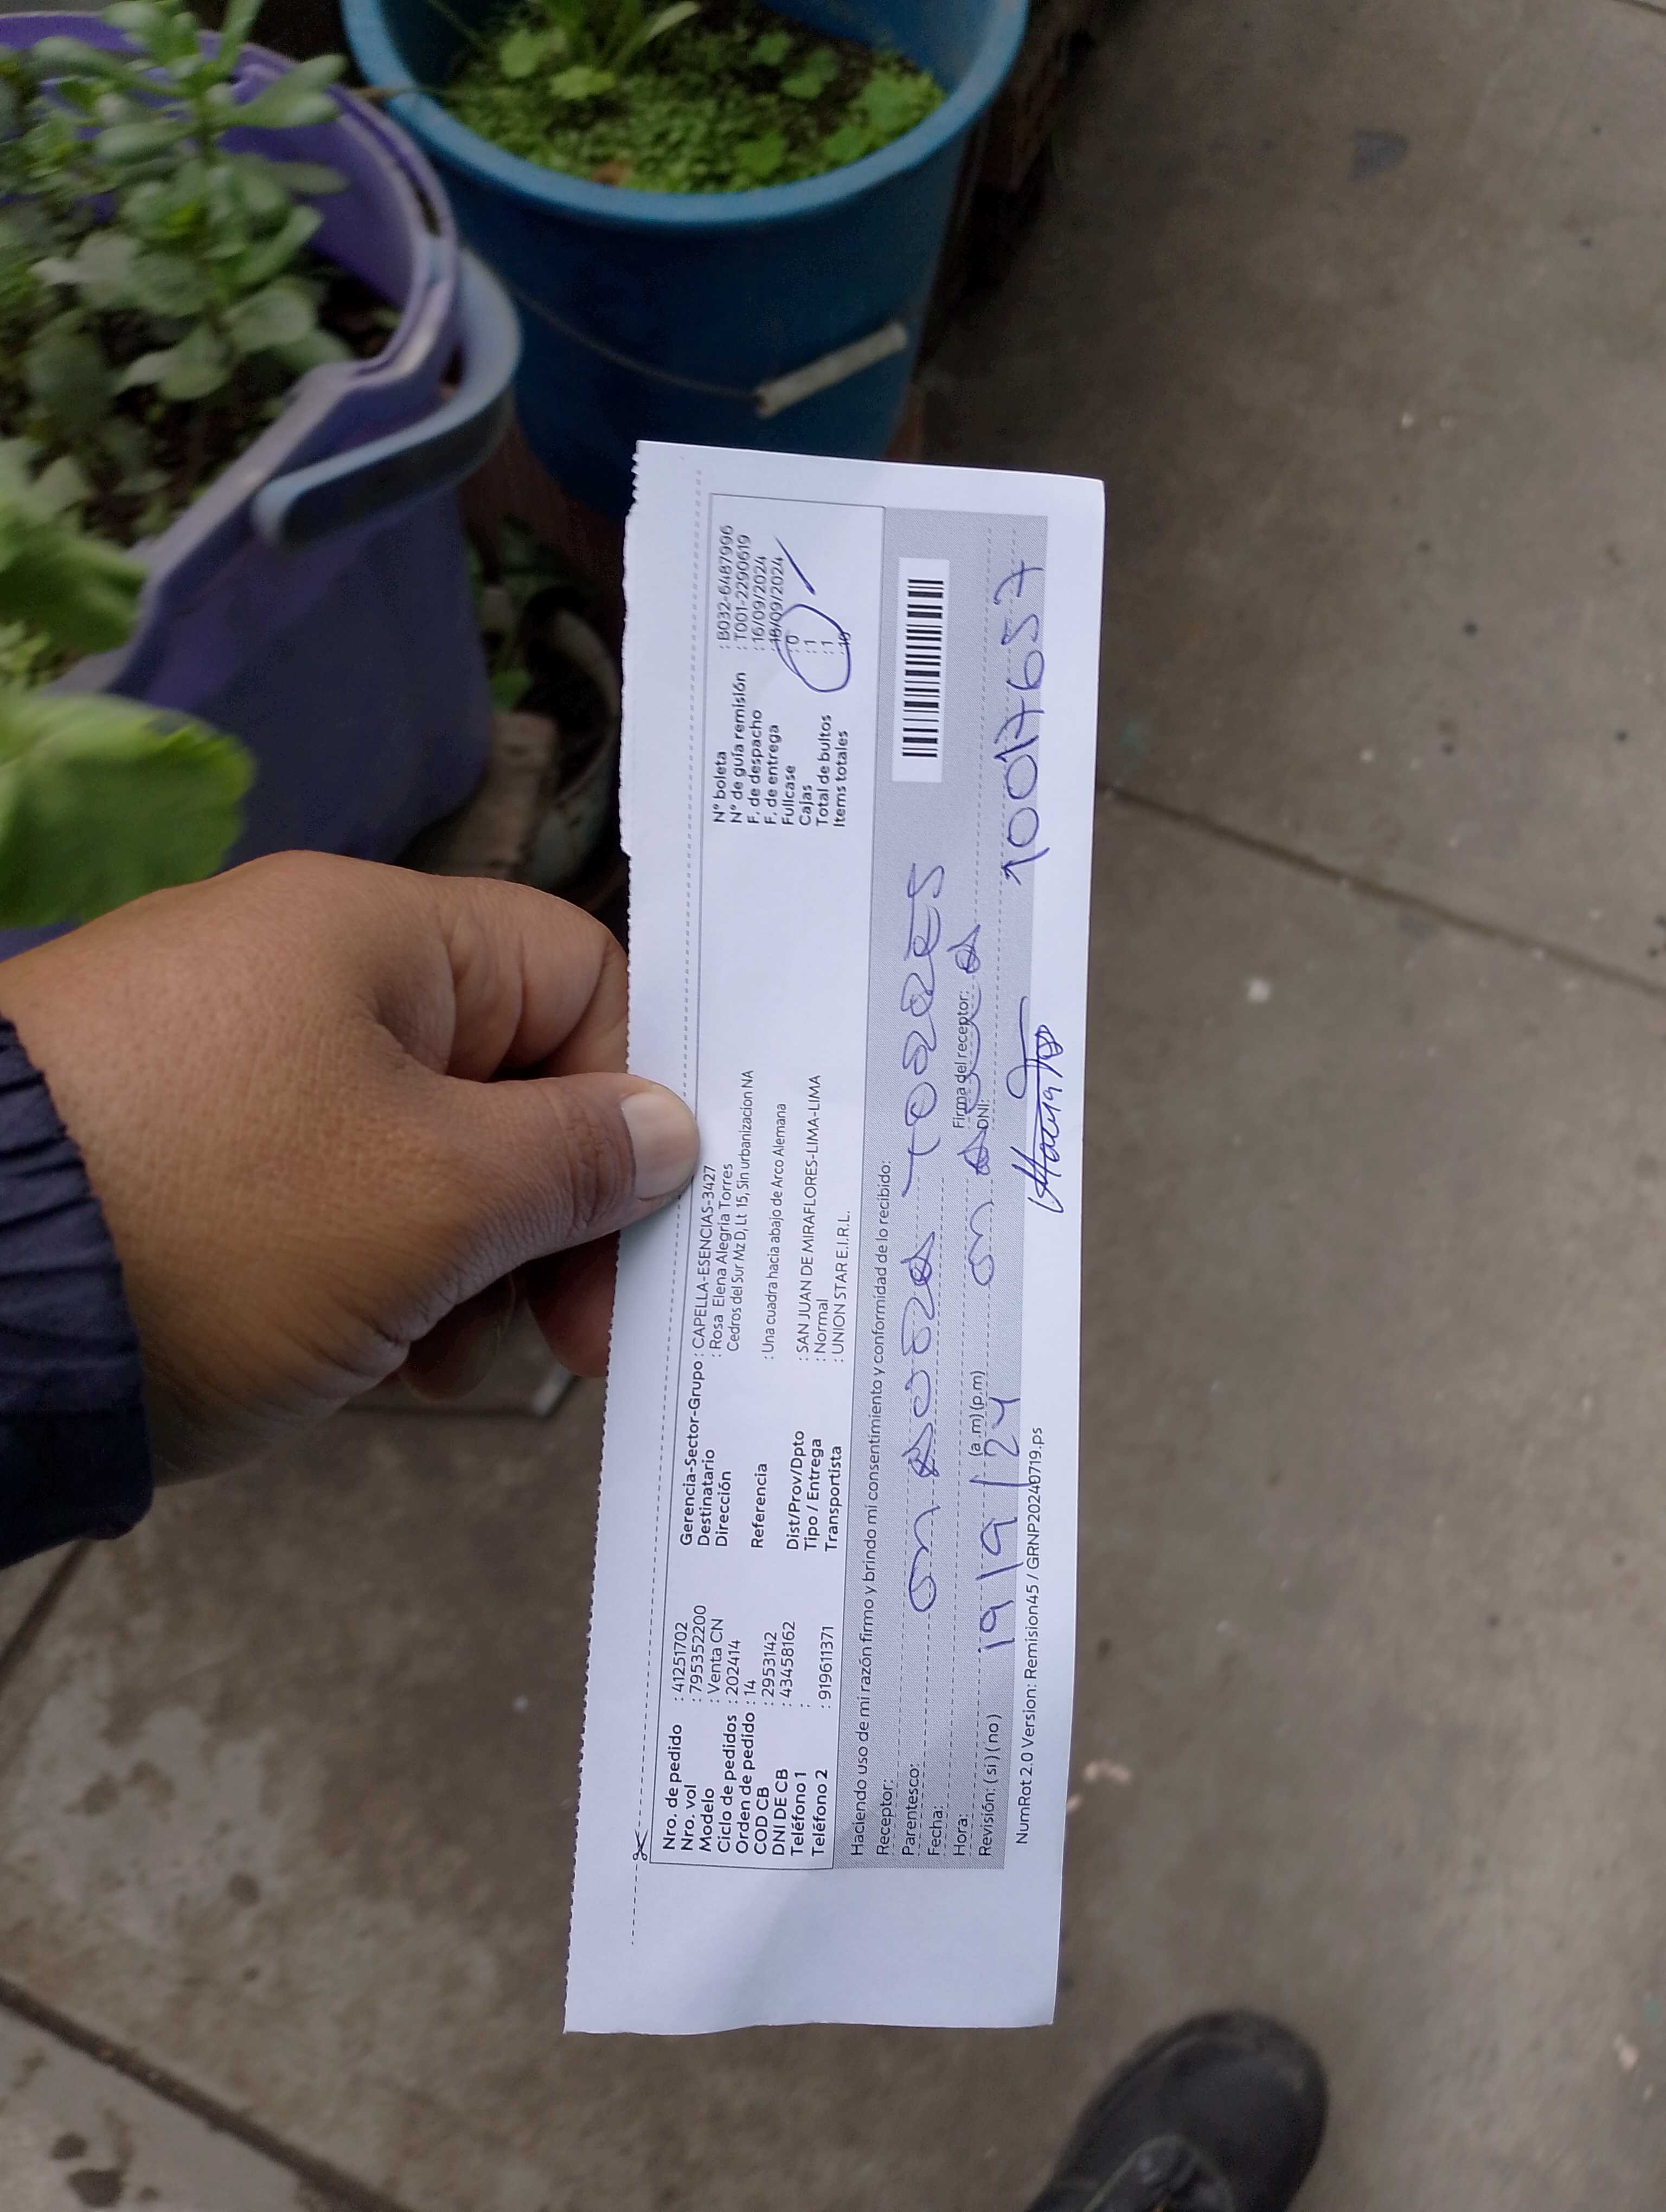 Nro. de pedido : 41251702
Nro. vol : 795352200
Modelo : Venta CN
Ciclo de pedidos : 202414
Orden de pedido : 14
COD CB : 2953142
DNI DE CB : 43458162
Teléfono 1 :
Teléfono 2 : 919611371
Gerencia-Sector-Grupo : CAPELLA-ESENCIAS-3427
Destinatario : Rosa Elena Alegría Torres
Dirección Cedros del Sur Mz D, Lt 15, Sin urbanizacion NA
Referencia : Una cuadra hacia abajo de Arco Alemana
Dist/Prov/Dpto : SAN JUAN DE MIRAFLORES-LIMA-LIMA
Tipo / Entrega : Normal
Transportista : UNION STAR E.I.R.L.
N° boleta : B032-6487996
N° de guía remisión : T001-2290619
F. de despacho : 16/09/2024
F. de entrega : 18/09/2024
Fullcase : 0
Cajas : 1
Total de bultos : 1
Items totales
Haciendo uso de mi razón firmo y brindo mi consentimiento y conformidad de lo recibido:
Receptor:
Parentesco:
Fecha:
Hora: (a.m) (p.m)
Revisión: ( si ) ( no )
19/9/24
Firma del receptor:
DNI:
10017657
NumRot 2.0 Version: Remision45 / GRNP20240719.ps